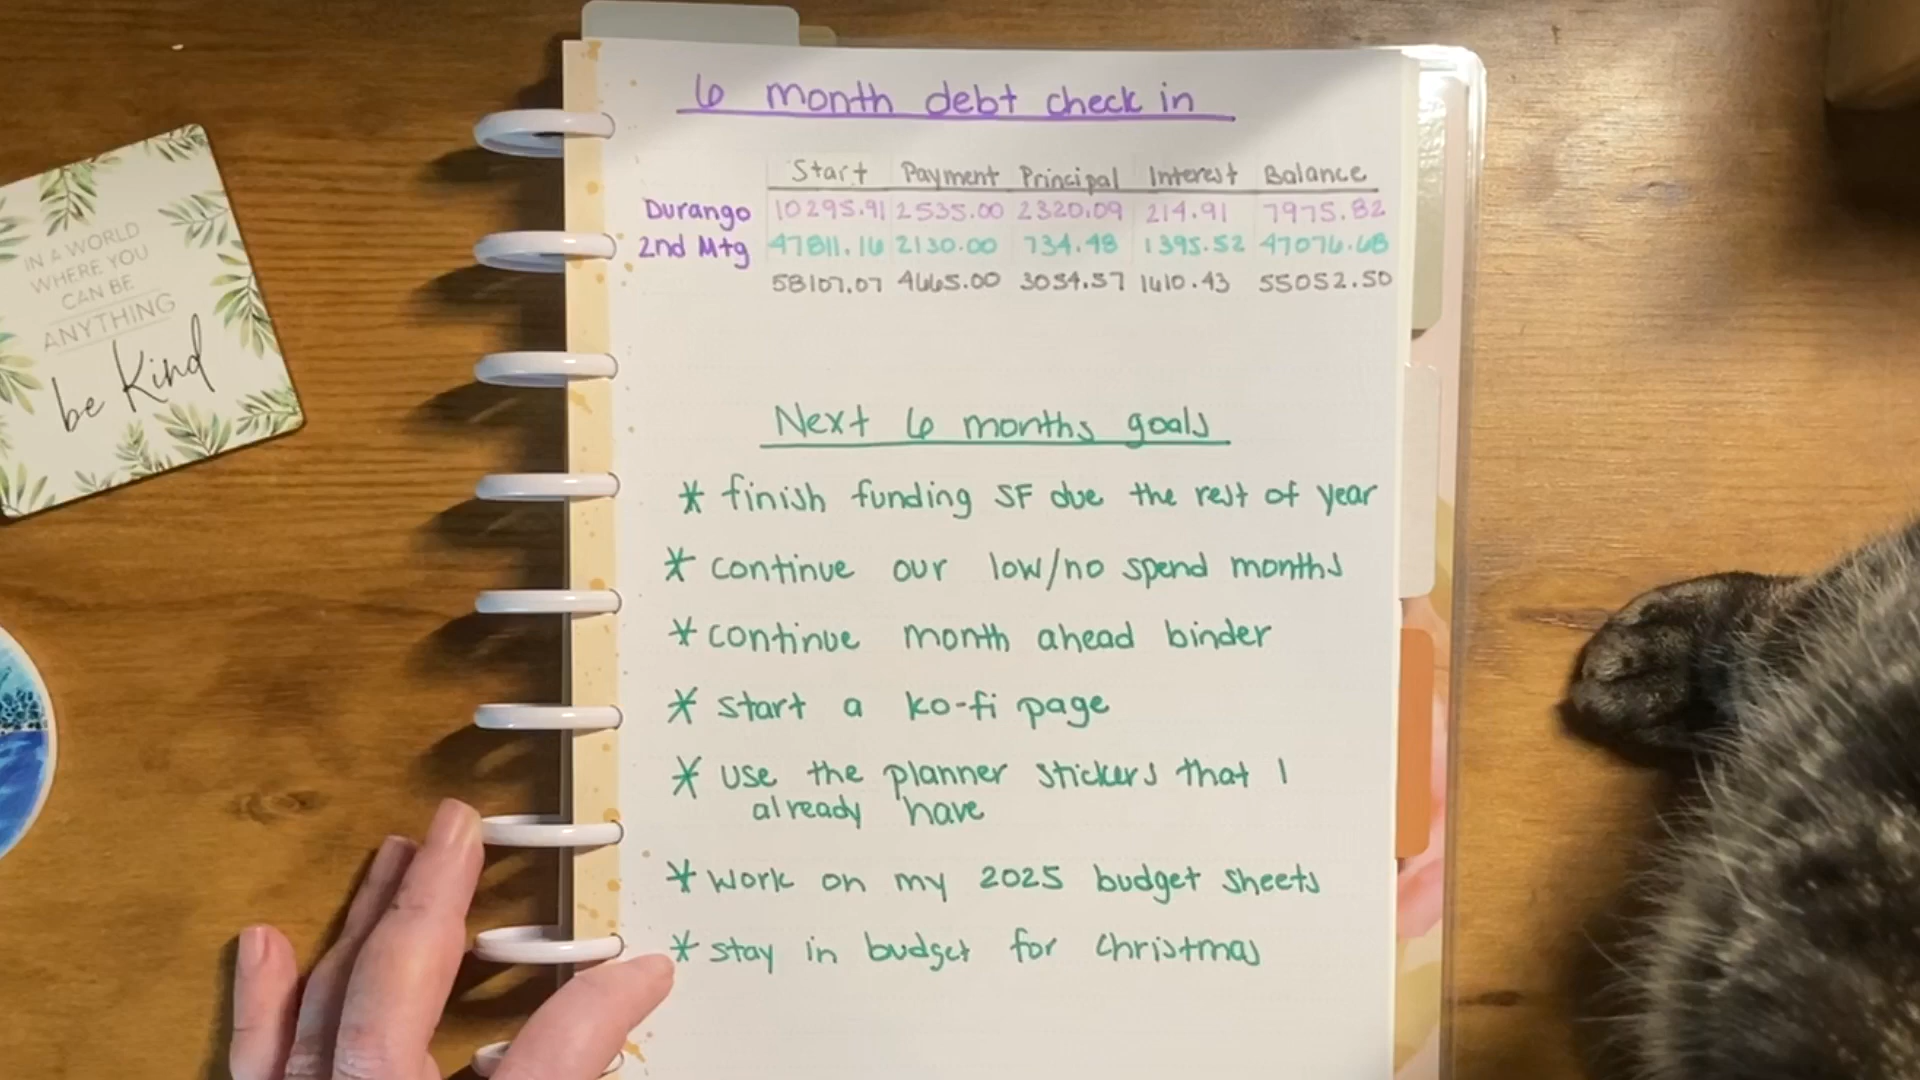 6 month debt check in
Start Payment Principal Interest Balance
Durango 10295.91 2535.00 2320.09 214.91 7975.82
2nd Mtg 47811.16 2130.00 734.48 1395.52 47076.68
58107.07 4665.00 3054.57 1610.43 55052.50
Next 6 months goals
* finish funding SF due the rest of year
* continue our low/no spend months
* continue month ahead binder
* start a ko-fi page
* use the planner stickers that I
already have
* work on my 2025 budget sheets
* stay in budget for Christmas
IN A WORLD
WHERE YOU
CAN BE
ANYTHING
be Kind